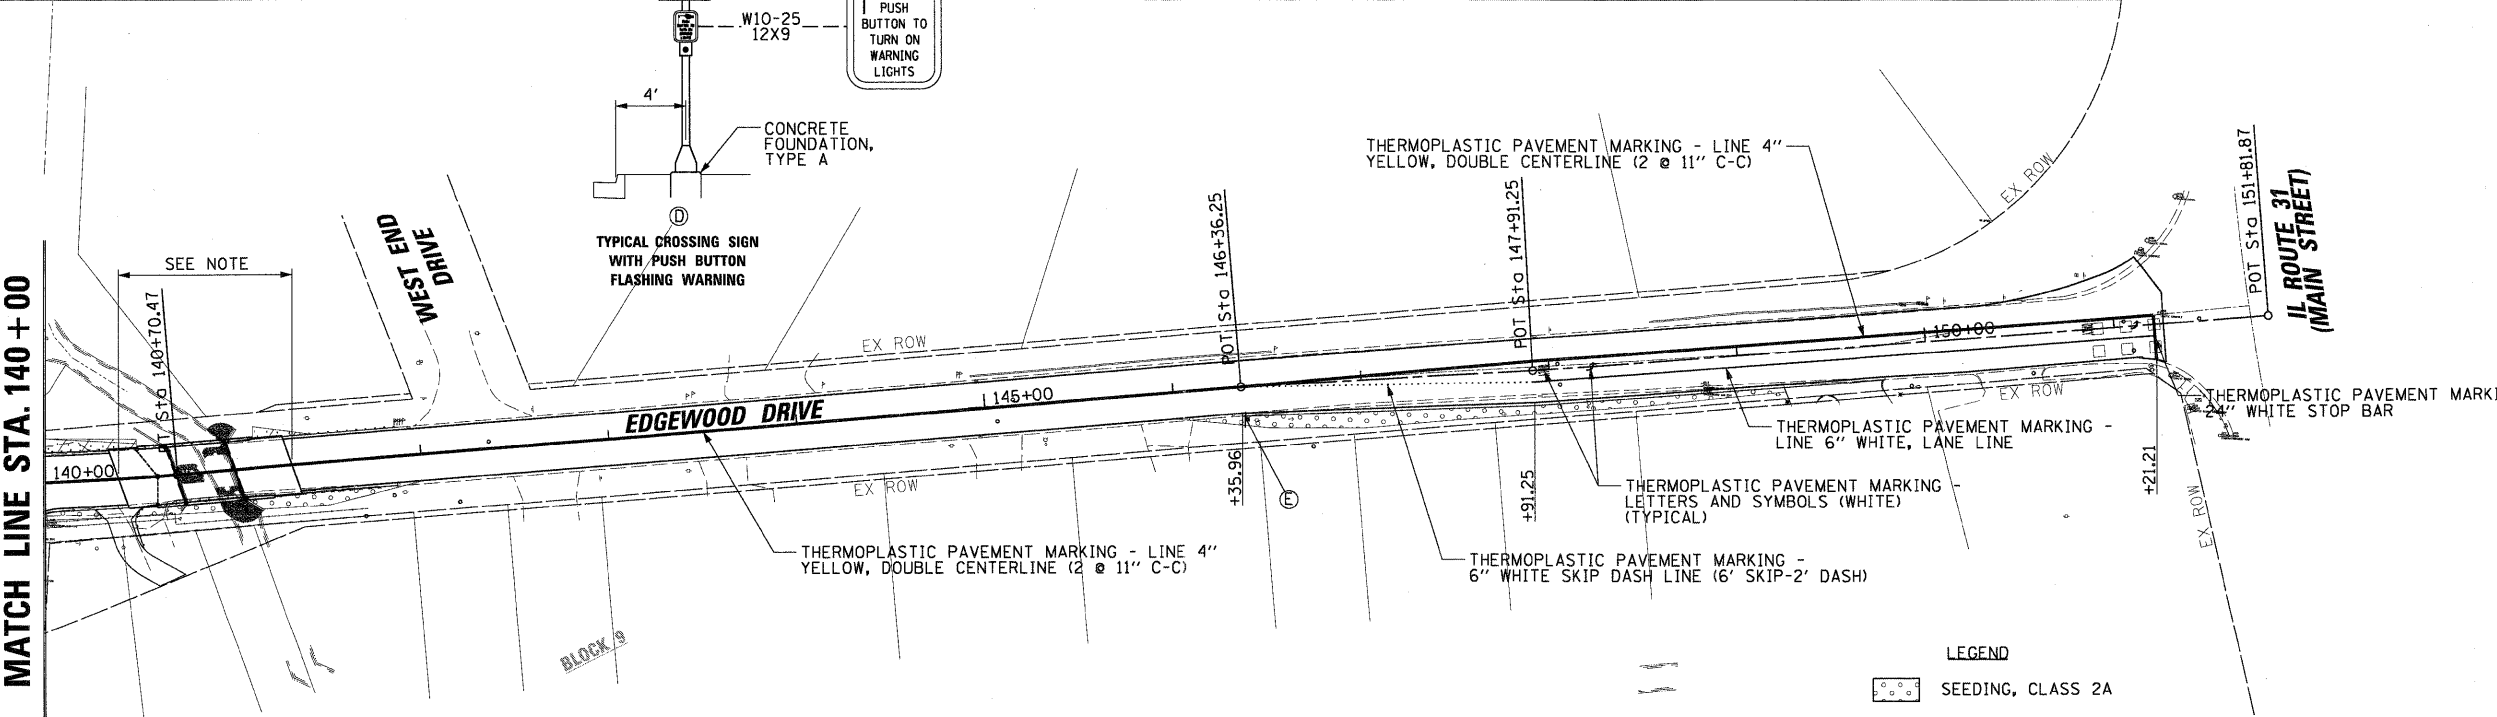 MATCH LINE STA. 140+00
W10-25
12X9
PUSH
BUTTON TO
TURN ON
WARNING
LIGHTS
4'
CONCRETE
FOUNDATION,
TYPE A
D
TYPICAL CROSSING SIGN
WITH PUSH BUTTON
FLASHING WARNING
SEE NOTE
WEST END
DRIVE
Sta 140+70.47
140+00
EX ROW
EDGEWOOD DRIVE
145+00
EX ROW
POT Sta 146+36.25
POT Sta 147+91.25
THERMOPLASTIC PAVEMENT MARKING - LINE 4"
YELLOW, DOUBLE CENTERLINE (2 @ 11" C-C)
EX ROW
POT Sta 151+81.87
IL ROUTE 31
(MAIN STREET)
150+00
EX ROW
THERMOPLASTIC PAVEMENT MARKI
24" WHITE STOP BAR
THERMOPLASTIC PAVEMENT MARKING -
LINE 6" WHITE, LANE LINE
+35.96
E
+91.25
+21.21
EX ROW
THERMOPLASTIC PAVEMENT MARKING -
LETTERS AND SYMBOLS (WHITE)
(TYPICAL)
THERMOPLASTIC PAVEMENT MARKING - LINE 4"
YELLOW, DOUBLE CENTERLINE (2 @ 11" C-C)
THERMOPLASTIC PAVEMENT MARKING -
6" WHITE SKIP DASH LINE (6' SKIP-2' DASH)
BLOCK 9
LEGEND
SEEDING, CLASS 2A